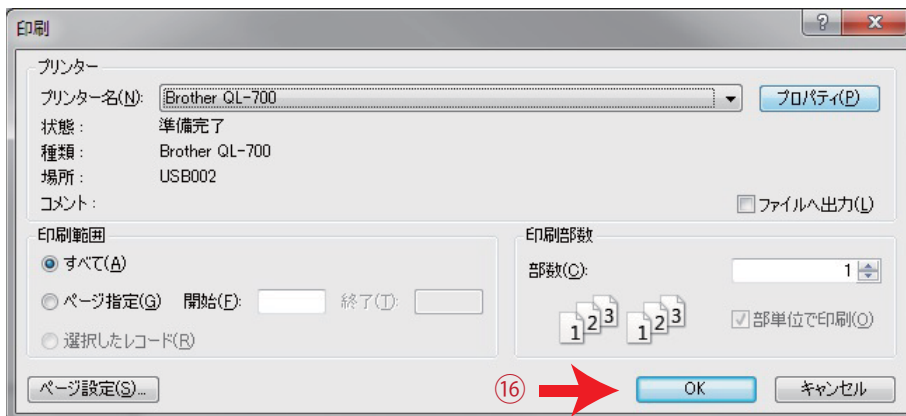 印刷
プリンター
プリンター名(N): Brother QL-700 プロパティ(P)
状態： 準備完了
種類： Brother QL-700
場所： USB002
コメント： ファイルへ出力(L)
印刷範囲
すべて(A)
ページ指定(G) 開始(F): 終了(T):
選択したレコード(R)
印刷部数
部数(C): 1
1 2 3 1 2 3 部単位で印刷(O)
ページ設定(S)... ⑯ OK キャンセル